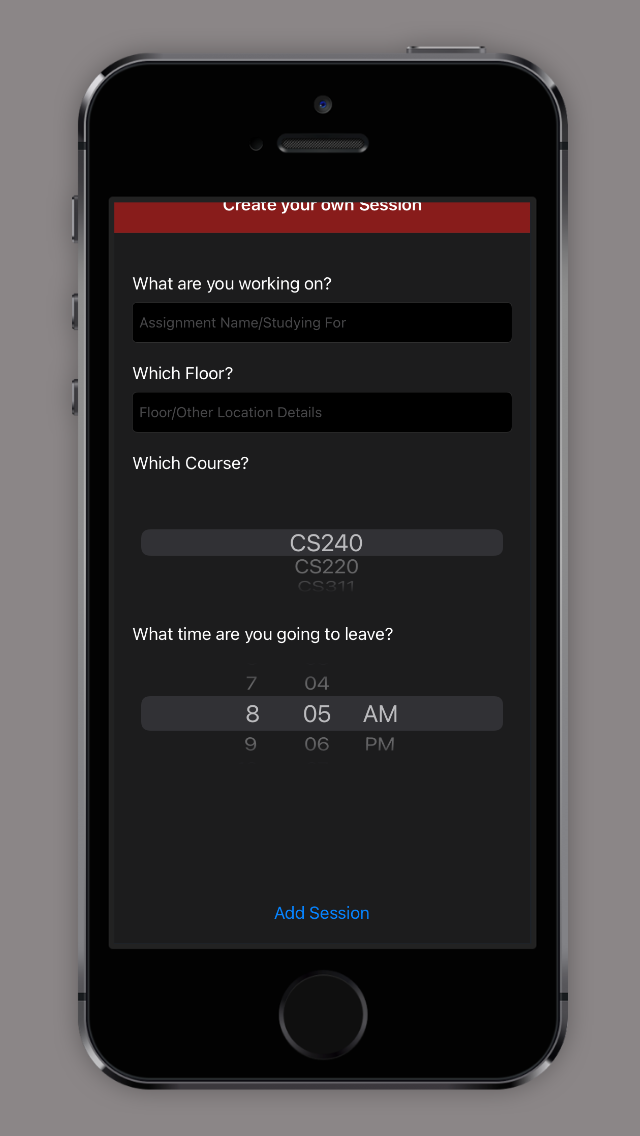 Create your own Session
What are you working on?
Assignment Name/Studying For
Which Floor?
Floor/Other Location Details
Which Course?
CS240
CS220
CS311
What time are you going to leave?
7 04
8 05 AM
9 06 PM
Add Session